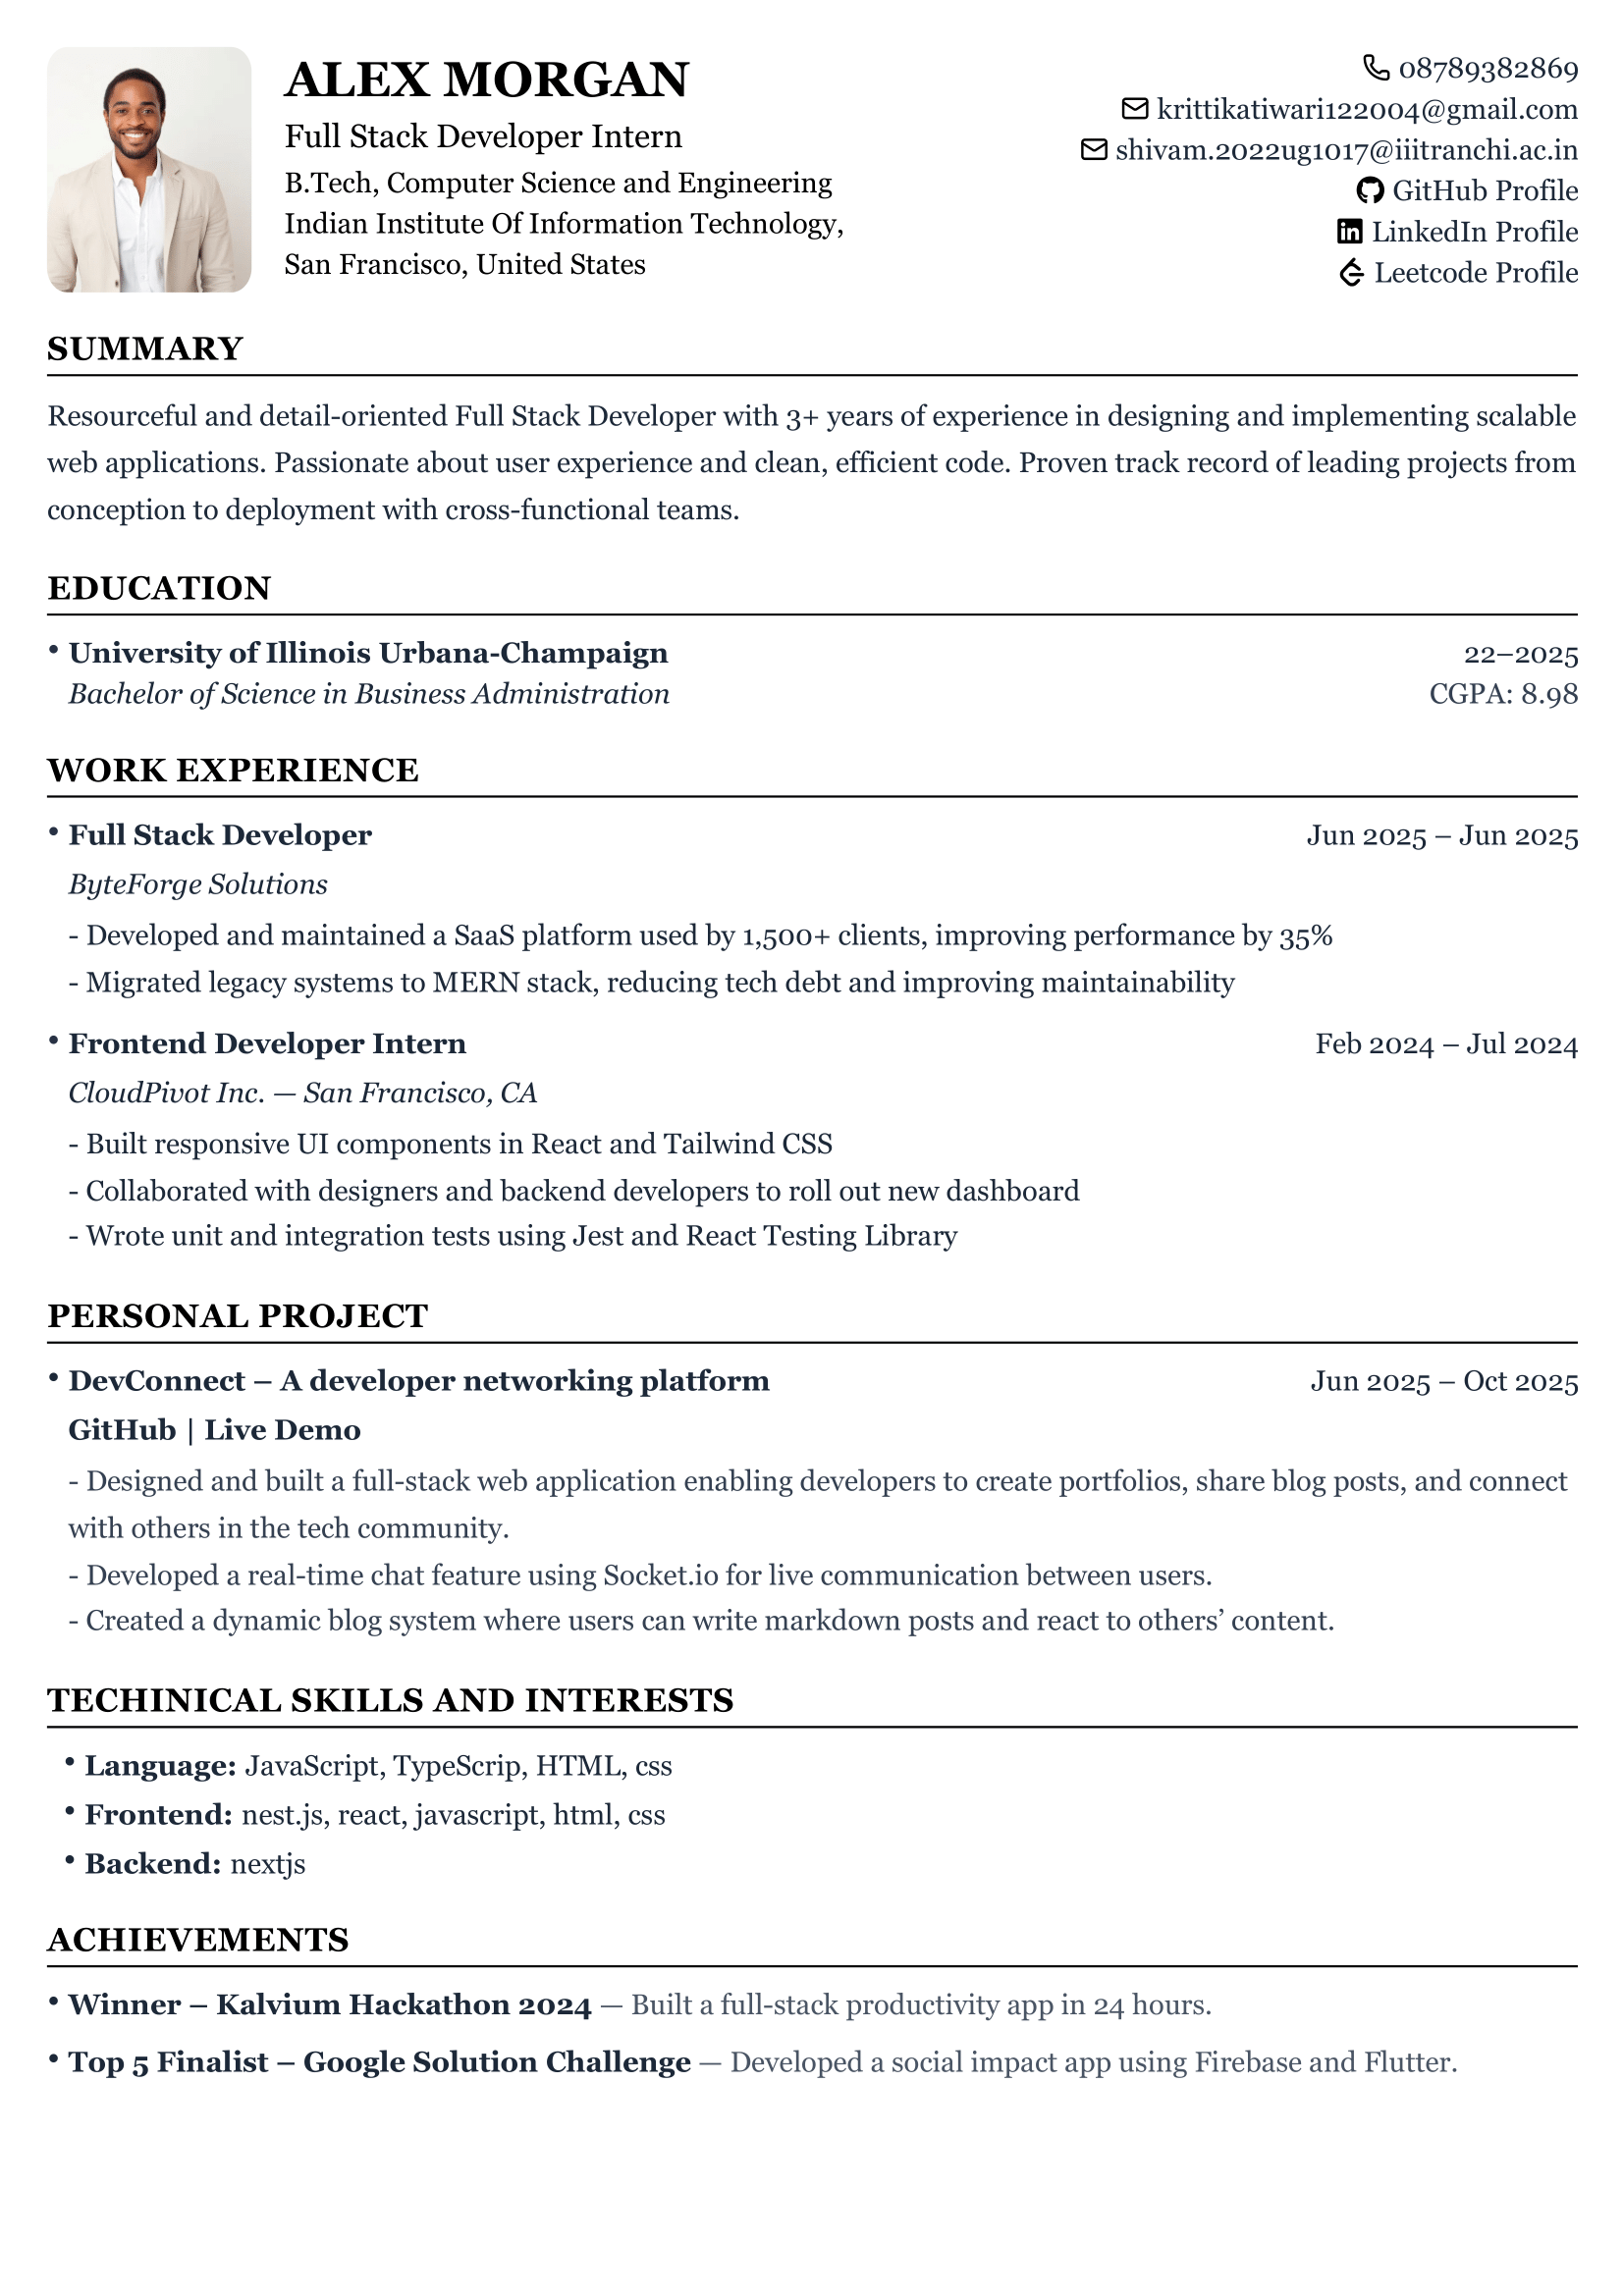 ALEX MORGAN
Full Stack Developer Intern
B.Tech, Computer Science and Engineering
Indian Institute Of Information Technology,
San Francisco, United States
08789382869
krittikatiwari122004@gmail.com
shivam.2022ug1017@iiitranchi.ac.in
GitHub Profile
LinkedIn Profile
Leetcode Profile
SUMMARY
Resourceful and detail-oriented Full Stack Developer with 3+ years of experience in designing and implementing scalable
web applications. Passionate about user experience and clean, efficient code. Proven track record of leading projects from
conception to deployment with cross-functional teams.
EDUCATION
• University of Illinois Urbana-Champaign 22–2025
Bachelor of Science in Business Administration CGPA: 8.98
WORK EXPERIENCE
• Full Stack Developer Jun 2025 – Jun 2025
ByteForge Solutions
- Developed and maintained a SaaS platform used by 1,500+ clients, improving performance by 35%
- Migrated legacy systems to MERN stack, reducing tech debt and improving maintainability
• Frontend Developer Intern Feb 2024 – Jul 2024
CloudPivot Inc. — San Francisco, CA
- Built responsive UI components in React and Tailwind CSS
- Collaborated with designers and backend developers to roll out new dashboard
- Wrote unit and integration tests using Jest and React Testing Library
PERSONAL PROJECT
• DevConnect – A developer networking platform Jun 2025 – Oct 2025
GitHub | Live Demo
- Designed and built a full-stack web application enabling developers to create portfolios, share blog posts, and connect
with others in the tech community.
- Developed a real-time chat feature using Socket.io for live communication between users.
- Created a dynamic blog system where users can write markdown posts and react to others’ content.
TECHINICAL SKILLS AND INTERESTS
• Language: JavaScript, TypeScrip, HTML, css
• Frontend: nest.js, react, javascript, html, css
• Backend: nextjs
ACHIEVEMENTS
• Winner – Kalvium Hackathon 2024 — Built a full-stack productivity app in 24 hours.
• Top 5 Finalist – Google Solution Challenge — Developed a social impact app using Firebase and Flutter.